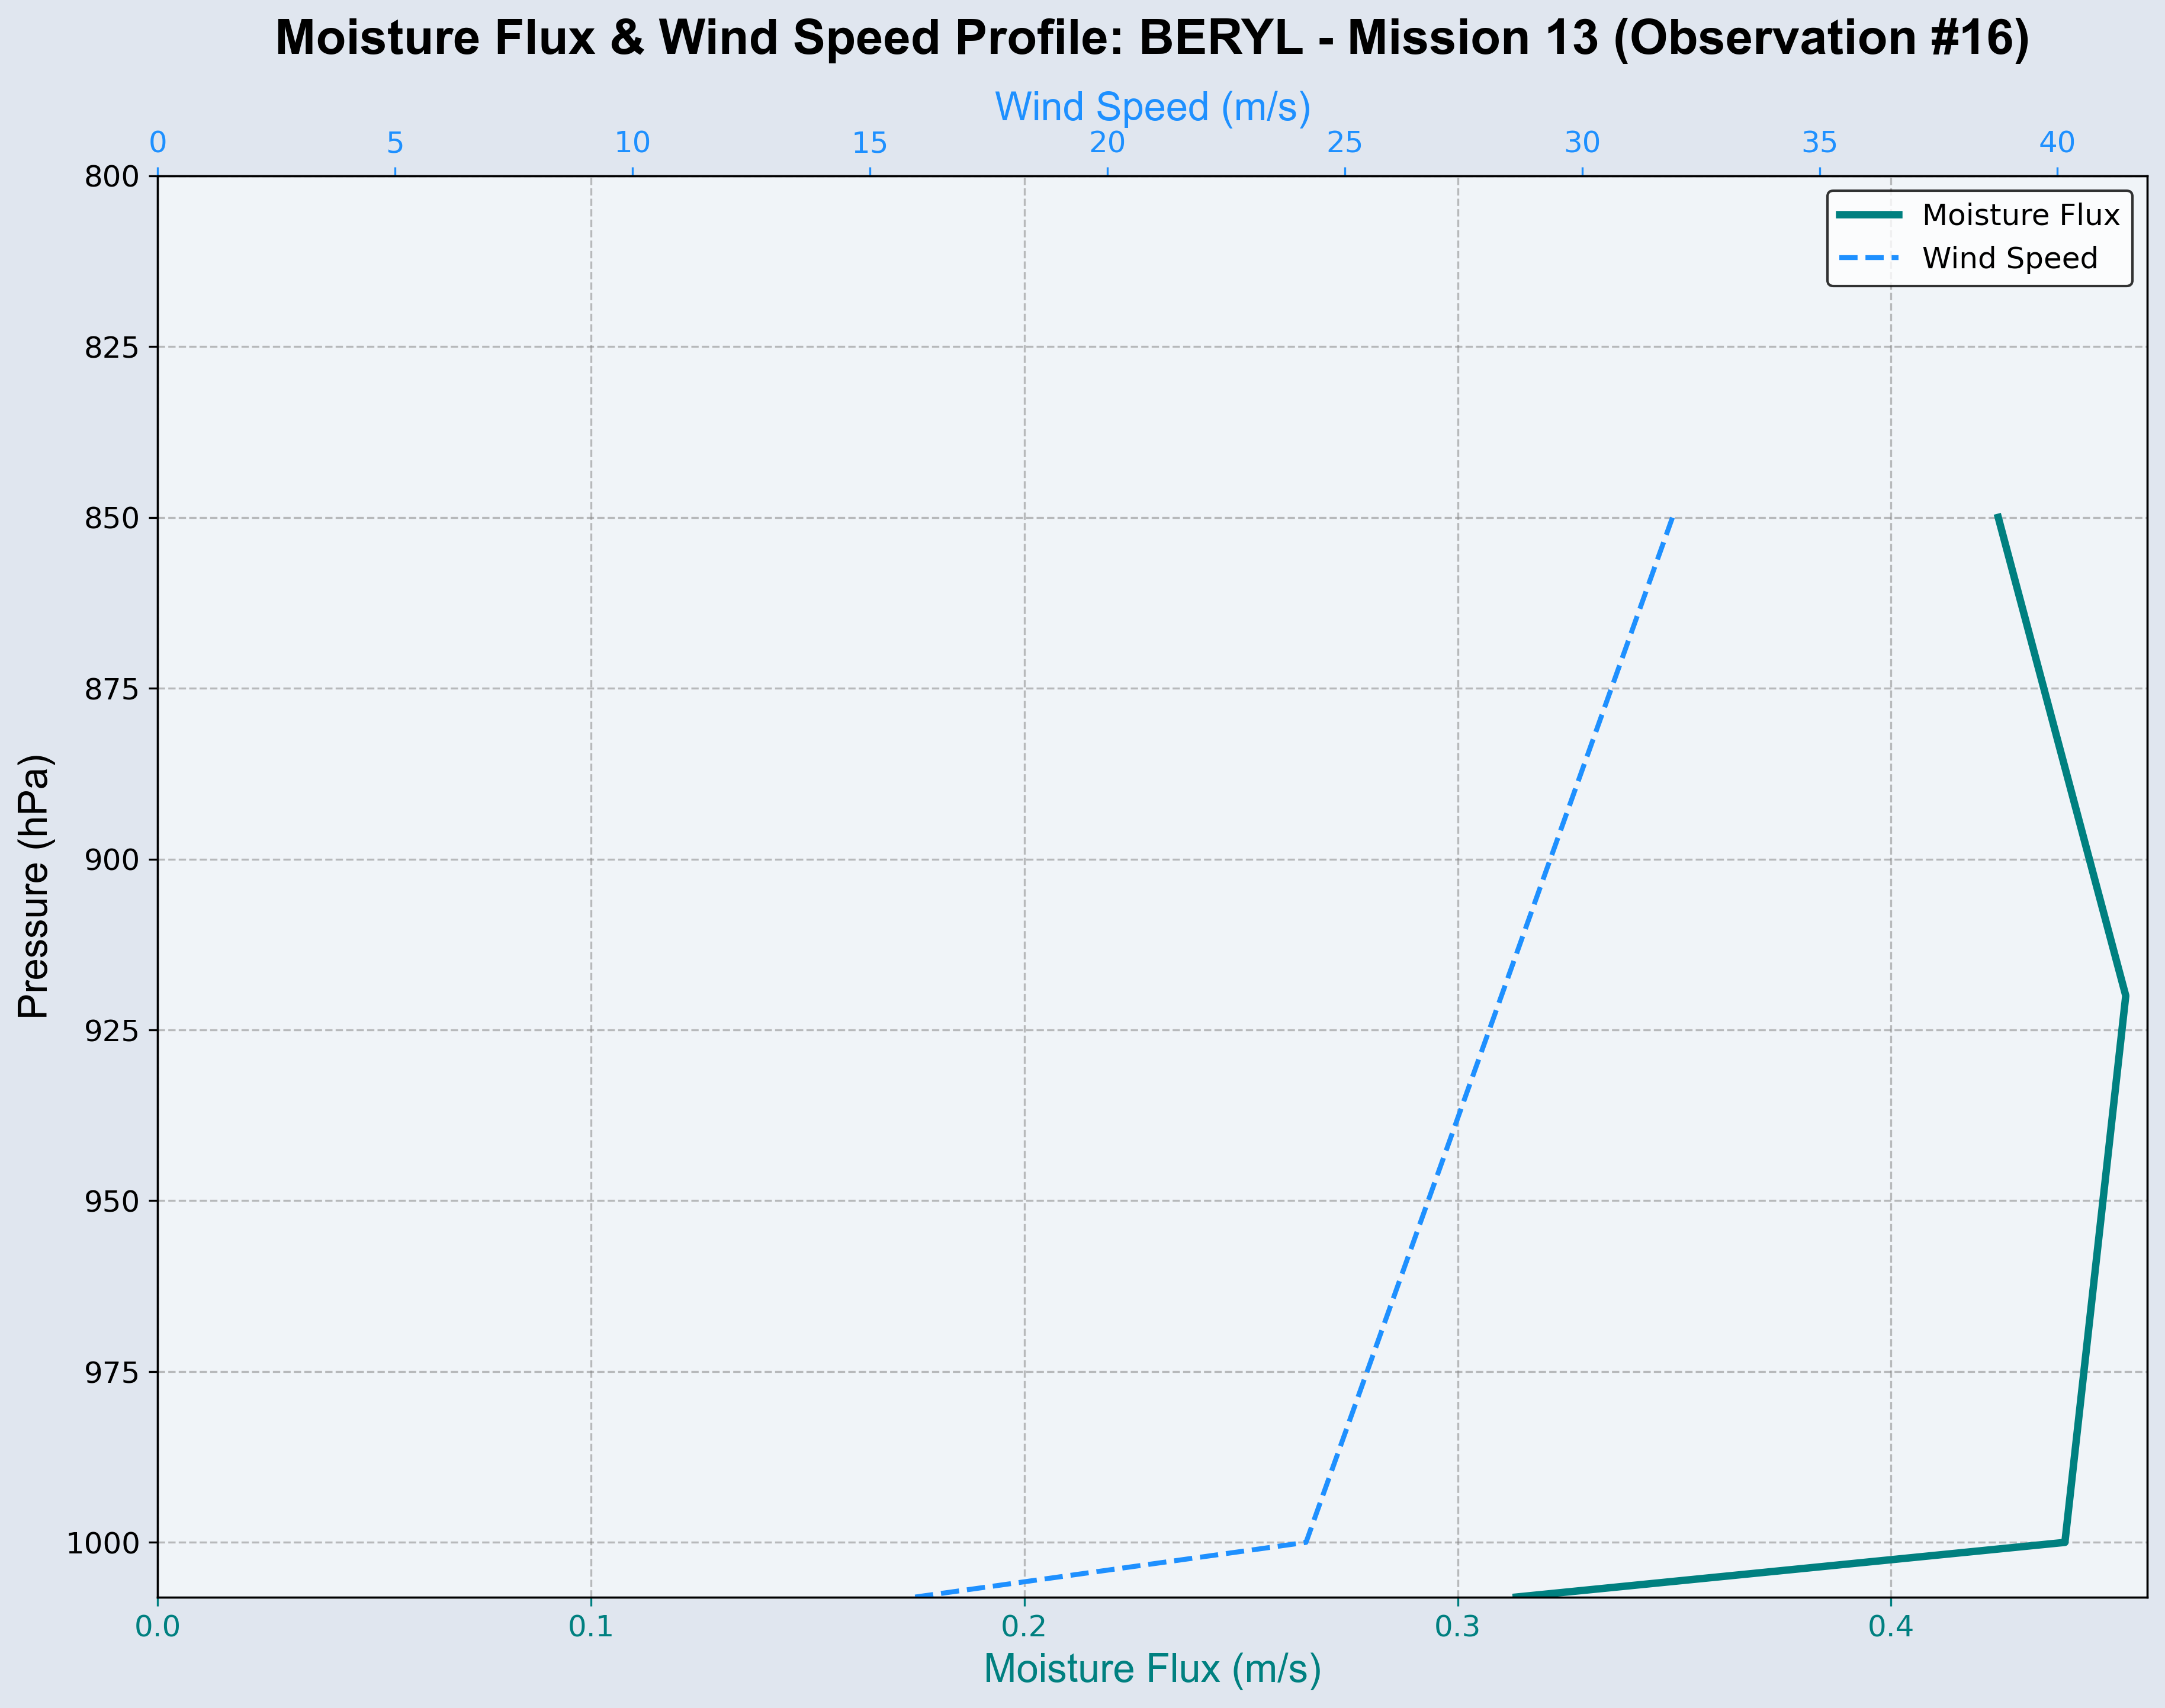 Moisture Flux & Wind Speed Profile: BERYL - Mission 13 (Observation #16)
Wind Speed (m/s)
0 5 10 15 20 25 30 35 40
Moisture Flux
Wind Speed
Pressure (hPa)
800
825
850
875
900
925
950
975
1000
0.0 0.1 0.2 0.3 0.4
Moisture Flux (m/s)